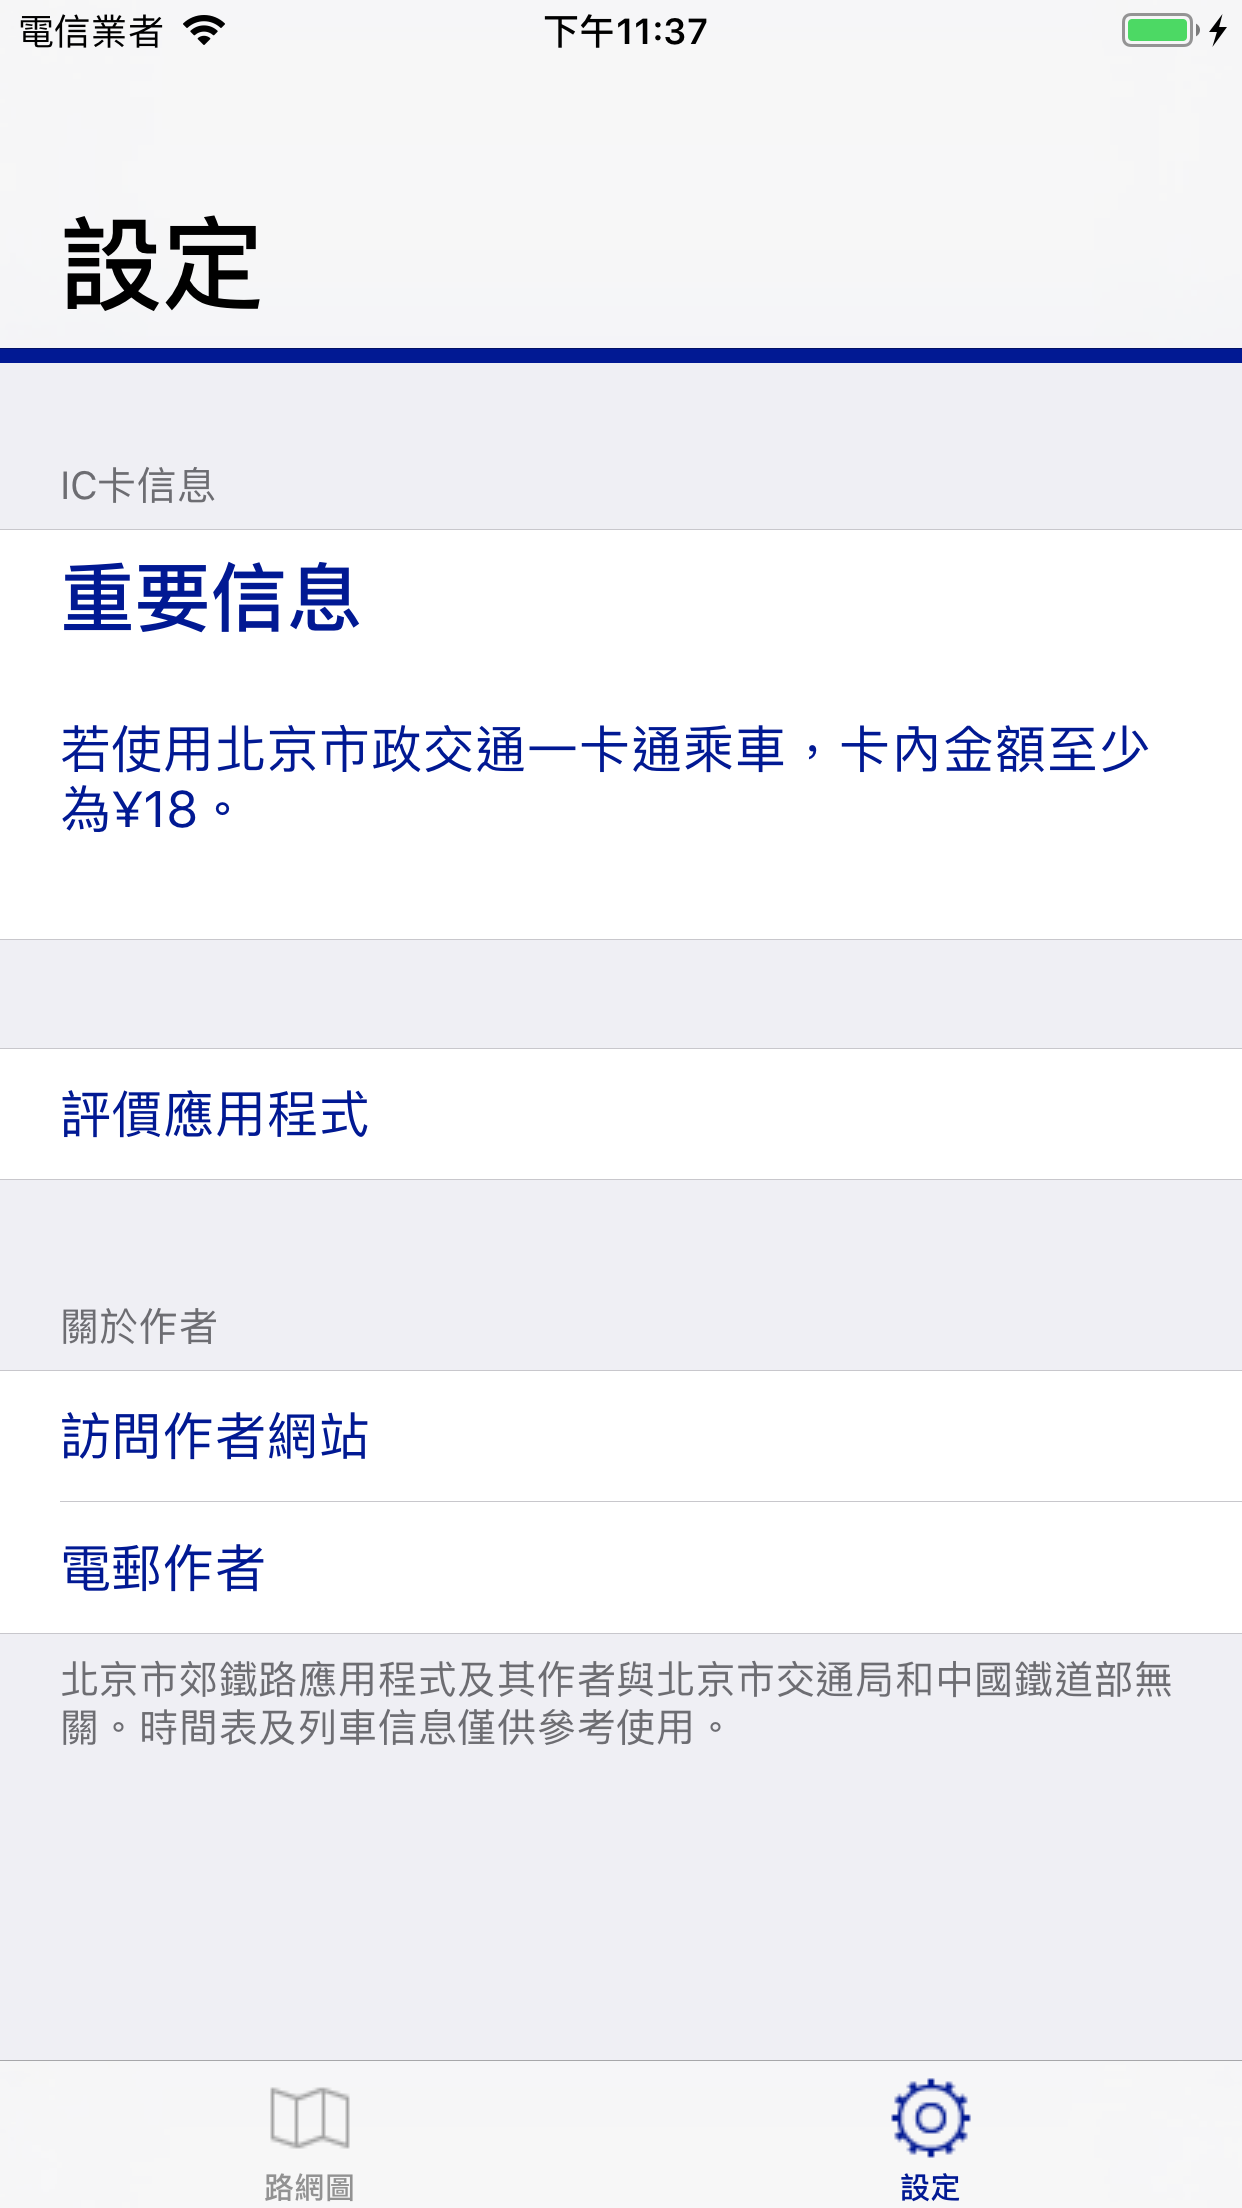 電信業者
下午11:37
設定
IC卡信息
重要信息
若使用北京市政交通一卡通乘車，卡內金額至少
為¥18。
評價應用程式
關於作者
訪問作者網站
電郵作者
北京市郊鐵路應用程式及其作者與北京市交通局和中國鐵道部無
關。時間表及列車信息僅供參考使用。
路網圖
設定